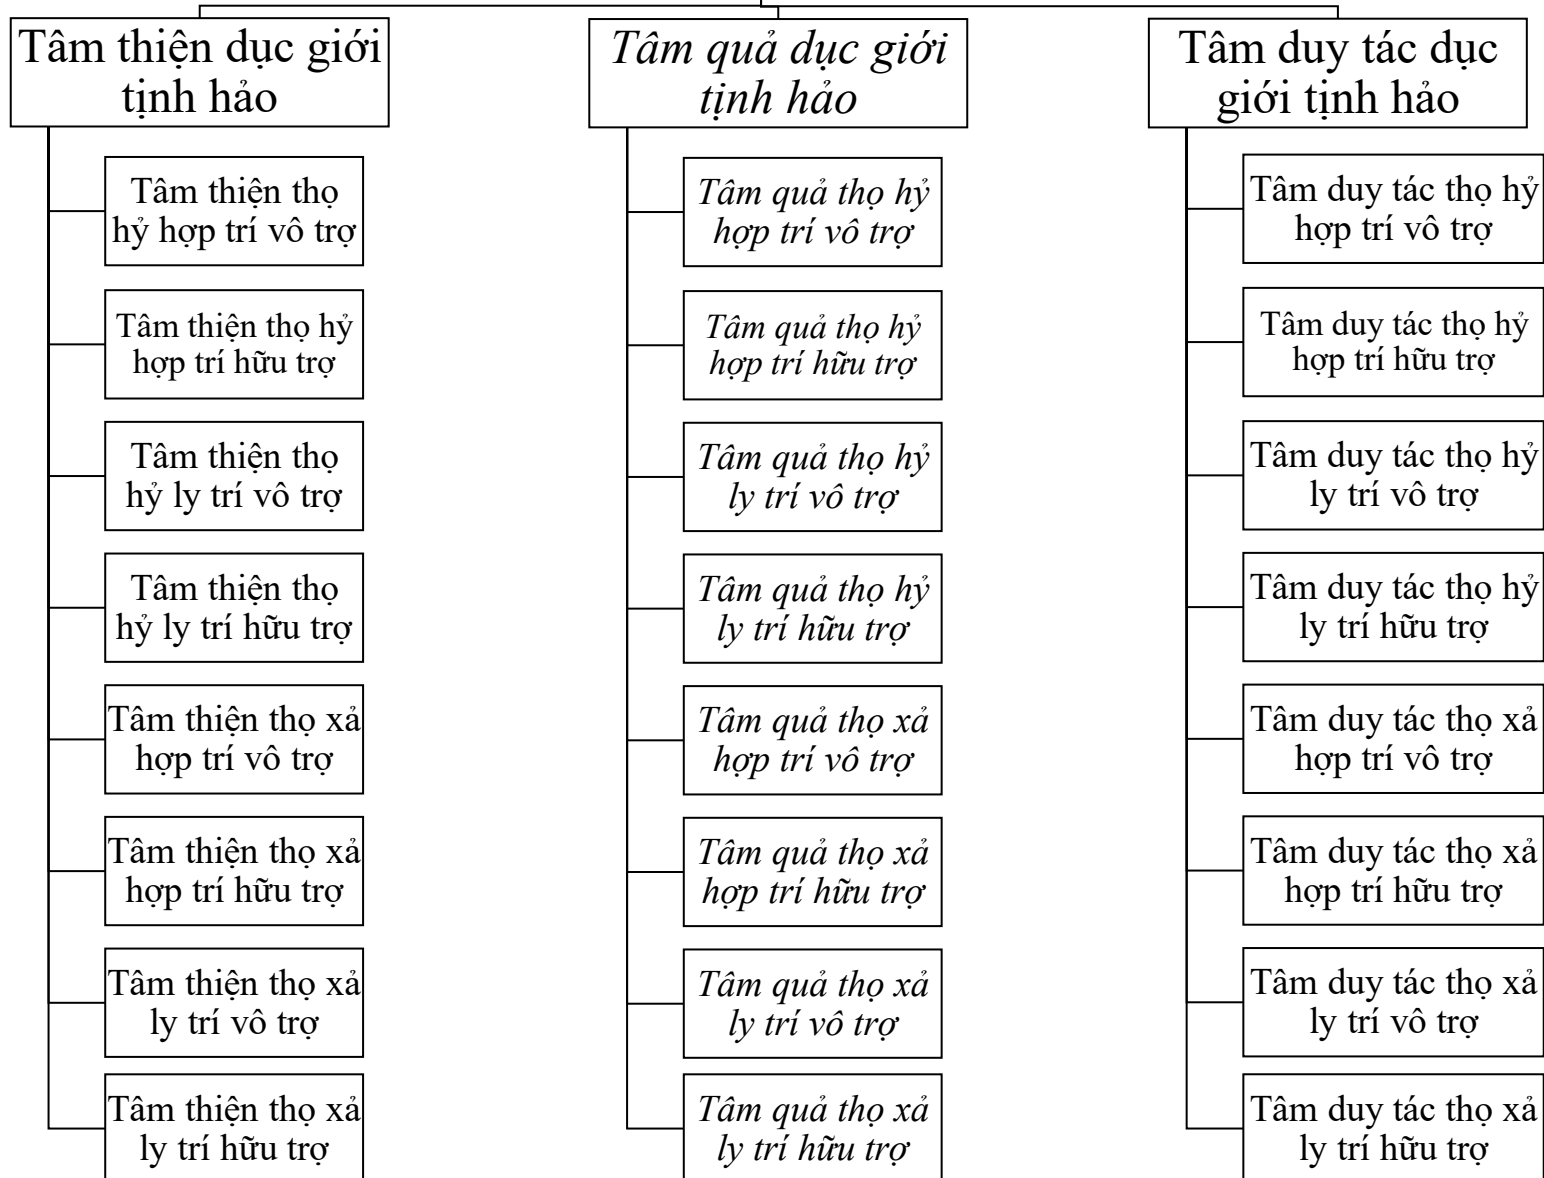 Tâm thiện dục giới
tịnh hảo
Tâm thiện thọ
hỷ hợp trí vô trợ
Tâm thiện thọ hỷ
hợp trí hữu trợ
Tâm thiện thọ
hỷ ly trí vô trợ
Tâm thiện thọ
hỷ ly trí hữu trợ
Tâm thiện thọ xả
hợp trí vô trợ
Tâm thiện thọ xả
hợp trí hữu trợ
Tâm thiện thọ xả
ly trí vô trợ
Tâm thiện thọ xả
ly trí hữu trợ
Tâm quả dục giới
tịnh hảo
Tâm quả thọ hỷ
hợp trí vô trợ
Tâm quả thọ hỷ
hợp trí hữu trợ
Tâm quả thọ hỷ
ly trí vô trợ
Tâm quả thọ hỷ
ly trí hữu trợ
Tâm quả thọ xả
hợp trí vô trợ
Tâm quả thọ xả
hợp trí hữu trợ
Tâm quả thọ xả
ly trí vô trợ
Tâm quả thọ xả
ly trí hữu trợ
Tâm duy tác dục
giới tịnh hảo
Tâm duy tác thọ hỷ
hợp trí vô trợ
Tâm duy tác thọ hỷ
hợp trí hữu trợ
Tâm duy tác thọ hỷ
ly trí vô trợ
Tâm duy tác thọ hỷ
ly trí hữu trợ
Tâm duy tác thọ xả
hợp trí vô trợ
Tâm duy tác thọ xả
hợp trí hữu trợ
Tâm duy tác thọ xả
ly trí vô trợ
Tâm duy tác thọ xả
ly trí hữu trợ